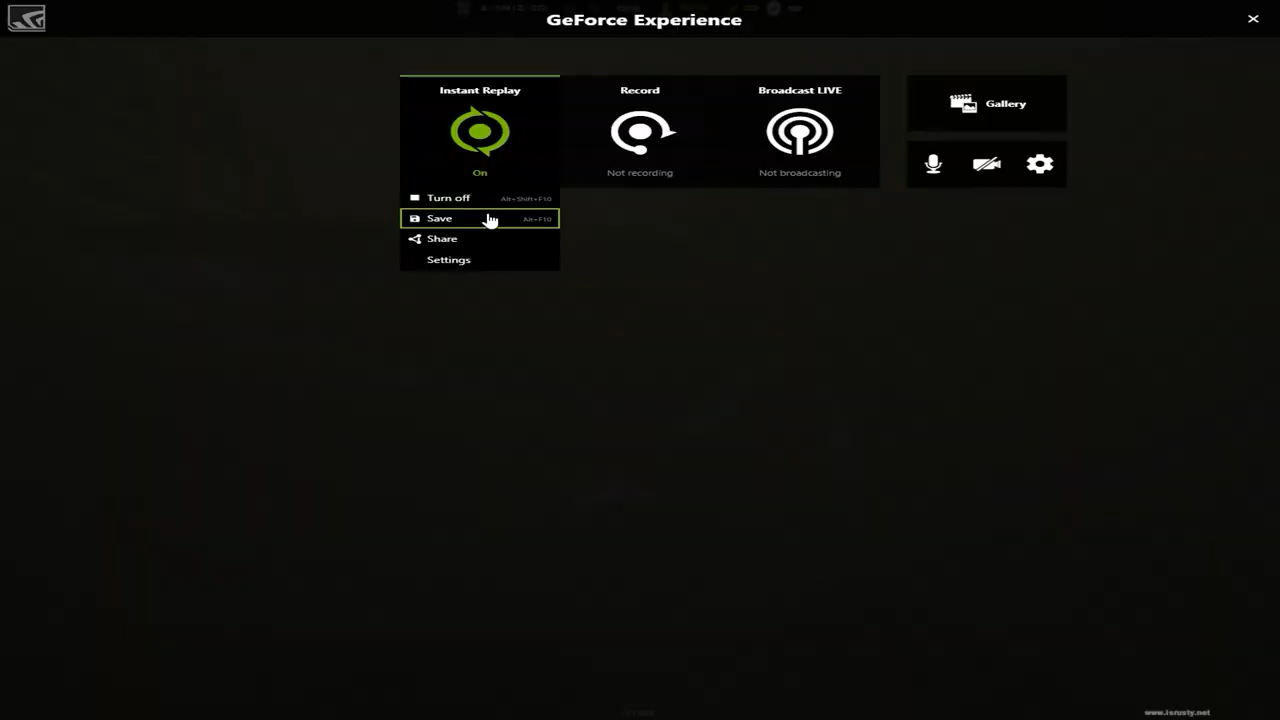 GeForce Experience
Instant Replay
Record
Broadcast LIVE
Gallery
On
Not recording
Not broadcasting
Turn off Alt+Shift+F10
Save Alt+F10
Share
Settings
www.isrusty.net